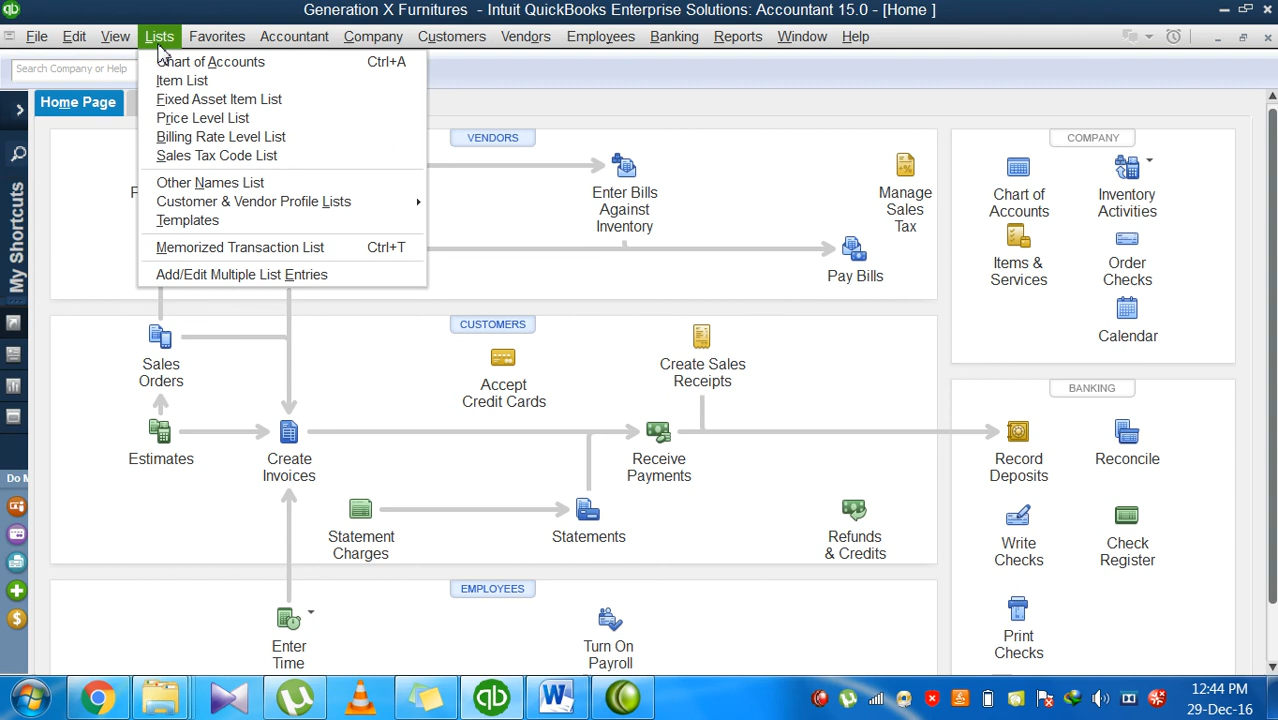 Generation X Furnitures - Intuit QuickBooks Enterprise Solutions: Accountant 15.0 - [Home ]
File Edit View Lists Favorites Accountant Company Customers Vendors Employees Banking Reports Window Help
Search Company or Help
Chart of Accounts Ctrl+A
Item List
Fixed Asset Item List
Price Level List
Billing Rate Level List
Sales Tax Code List
Other Names List
Customer & Vendor Profile Lists
Templates
Memorized Transaction List Ctrl+T
Add/Edit Multiple List Entries
Home Page
My Shortcuts
Do M
VENDORS
Enter Bills
Against
Inventory
Manage
Sales
Tax
Pay Bills
CUSTOMERS
Sales
Orders
Accept
Credit Cards
Create Sales
Receipts
Estimates
Create
Invoices
Receive
Payments
Statement
Charges
Statements
Refunds
& Credits
EMPLOYEES
Enter
Time
Turn On
Payroll
COMPANY
Chart of
Accounts
Inventory
Activities
Items &
Services
Order
Checks
Calendar
BANKING
Record
Deposits
Reconcile
Write
Checks
Check
Register
Print
Checks
12:44 PM
29-Dec-16